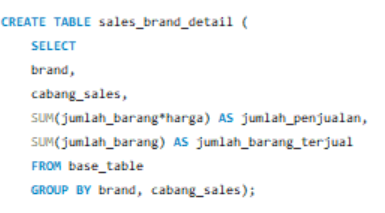 CREATE TABLE sales_brand_detail (
SELECT
brand,
cabang_sales,
SUM(jumlah_barang*harga) AS jumlah_penjualan,
SUM(jumlah_barang) AS jumlah_barang_terjual
FROM base_table
GROUP BY brand, cabang_sales);